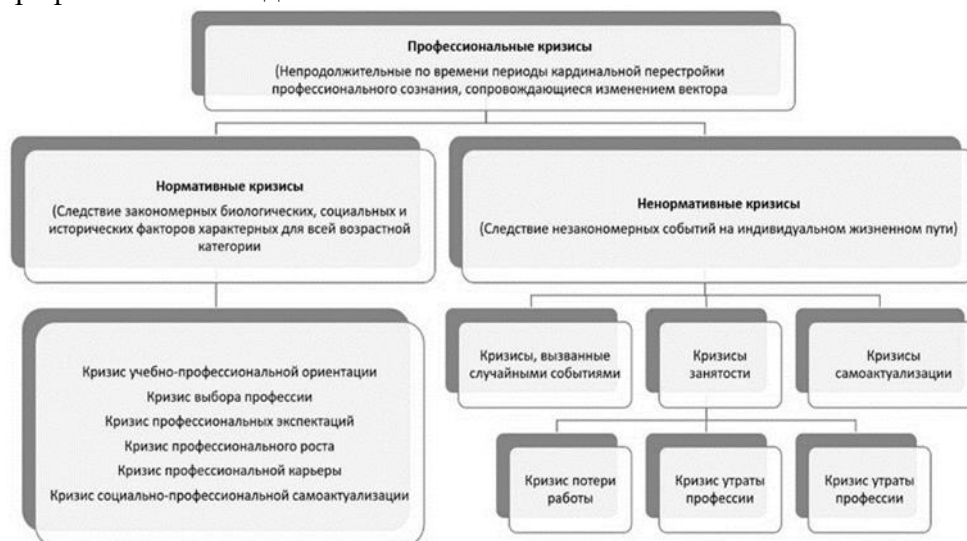 Профессиональные кризисы
(Непродолжительные по времени периоды кардинальной перестройки
профессионального сознания, сопровождающиеся изменением вектора
Нормативные кризисы
(Следствие закономерных биологических, социальных и
исторических факторов характерных для всей возрастной
категории
Ненормативные кризисы
(Следствие незакономерных событий на индивидуальном жизненном пути)
Кризис учебно-профессиональной ориентации
Кризис выбора профессии
Кризис профессиональных экспектаций
Кризис профессионального роста
Кризис профессиональной карьеры
Кризис социально-профессиональной самоактуализации
Кризисы, вызванные
случайными событиями
Кризисы
занятости
Кризисы
самоактуализации
Кризис потери
работы
Кризис утраты
профессии
Кризис утраты
профессии